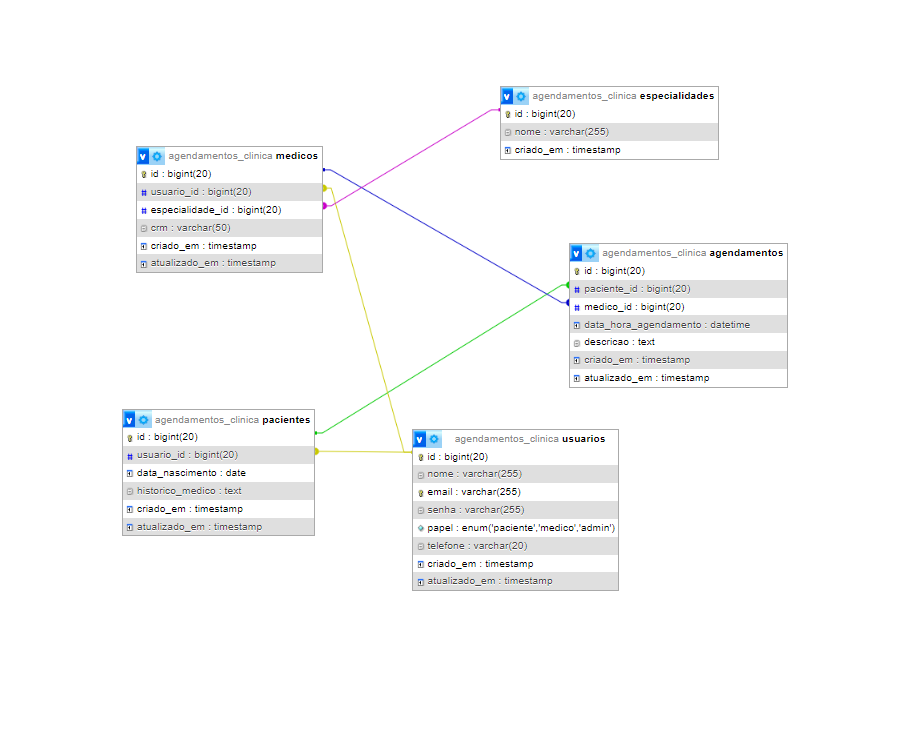 agendamentos_clinica especialidades
id : bigint(20)
nome : varchar(255)
criado_em : timestamp
v agendamentos_clinica medicos
id : bigint(20)
usuario_id : bigint(20)
especialidade_id : bigint(20)
crm : varchar(50)
criado_em : timestamp
atualizado_em : timestamp
v agendamentos_clinica agendamentos
id : bigint(20)
paciente_id : bigint(20)
medico_id : bigint(20)
data_hora_agendamento : datetime
descricao : text
criado_em : timestamp
atualizado_em : timestamp
v agendamentos_clinica pacientes
id : bigint(20)
usuario_id : bigint(20)
data_nascimento : date
historico_medico : text
criado_em : timestamp
atualizado_em : timestamp
v agendamentos_clinica usuarios
id : bigint(20)
nome : varchar(255)
email : varchar(255)
senha : varchar(255)
papel : enum('paciente','medico','admin')
telefone : varchar(20)
criado_em : timestamp
atualizado_em : timestamp